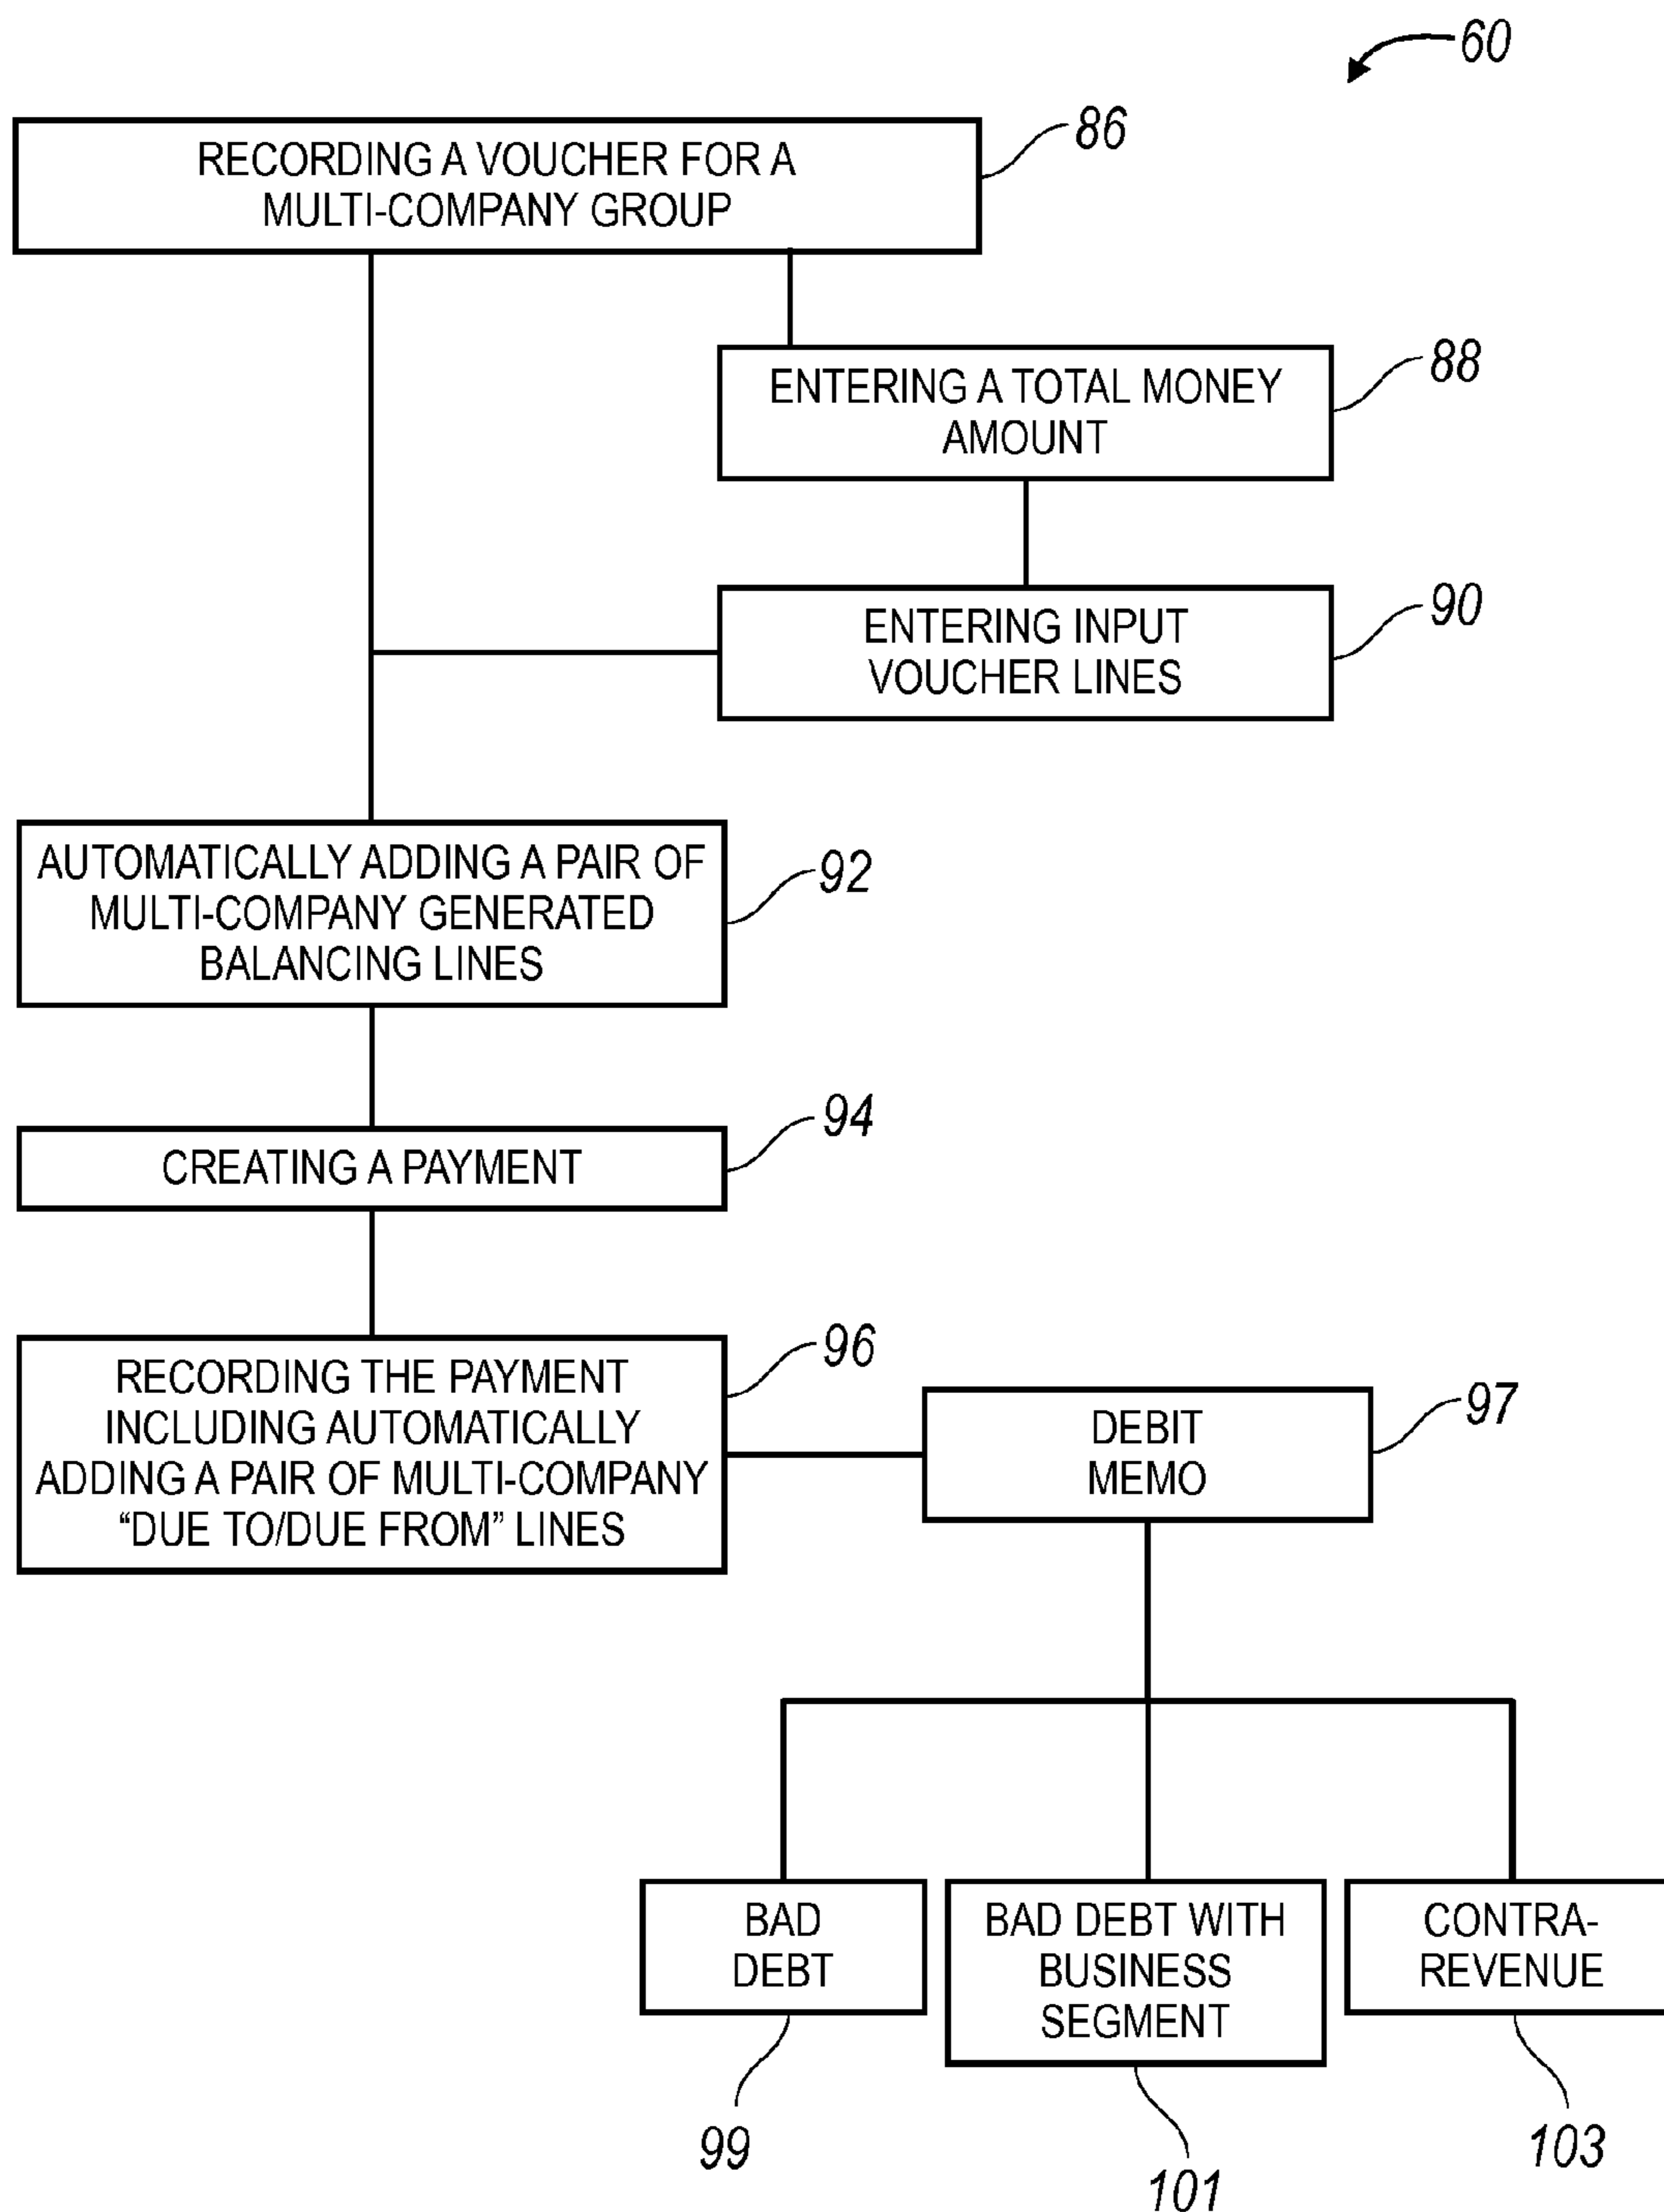 60
RECORDING A VOUCHER FOR A
MULTI-COMPANY GROUP
86
ENTERING A TOTAL MONEY
AMOUNT
88
ENTERING INPUT
VOUCHER LINES
90
AUTOMATICALLY ADDING A PAIR OF
MULTI-COMPANY GENERATED
BALANCING LINES
92
CREATING A PAYMENT
94
RECORDING THE PAYMENT
INCLUDING AUTOMATICALLY
ADDING A PAIR OF MULTI-COMPANY
“DUE TO/DUE FROM” LINES
96
DEBIT
MEMO
97
BAD
DEBT
99
BAD DEBT WITH
BUSINESS
SEGMENT
101
CONTRA-
REVENUE
103